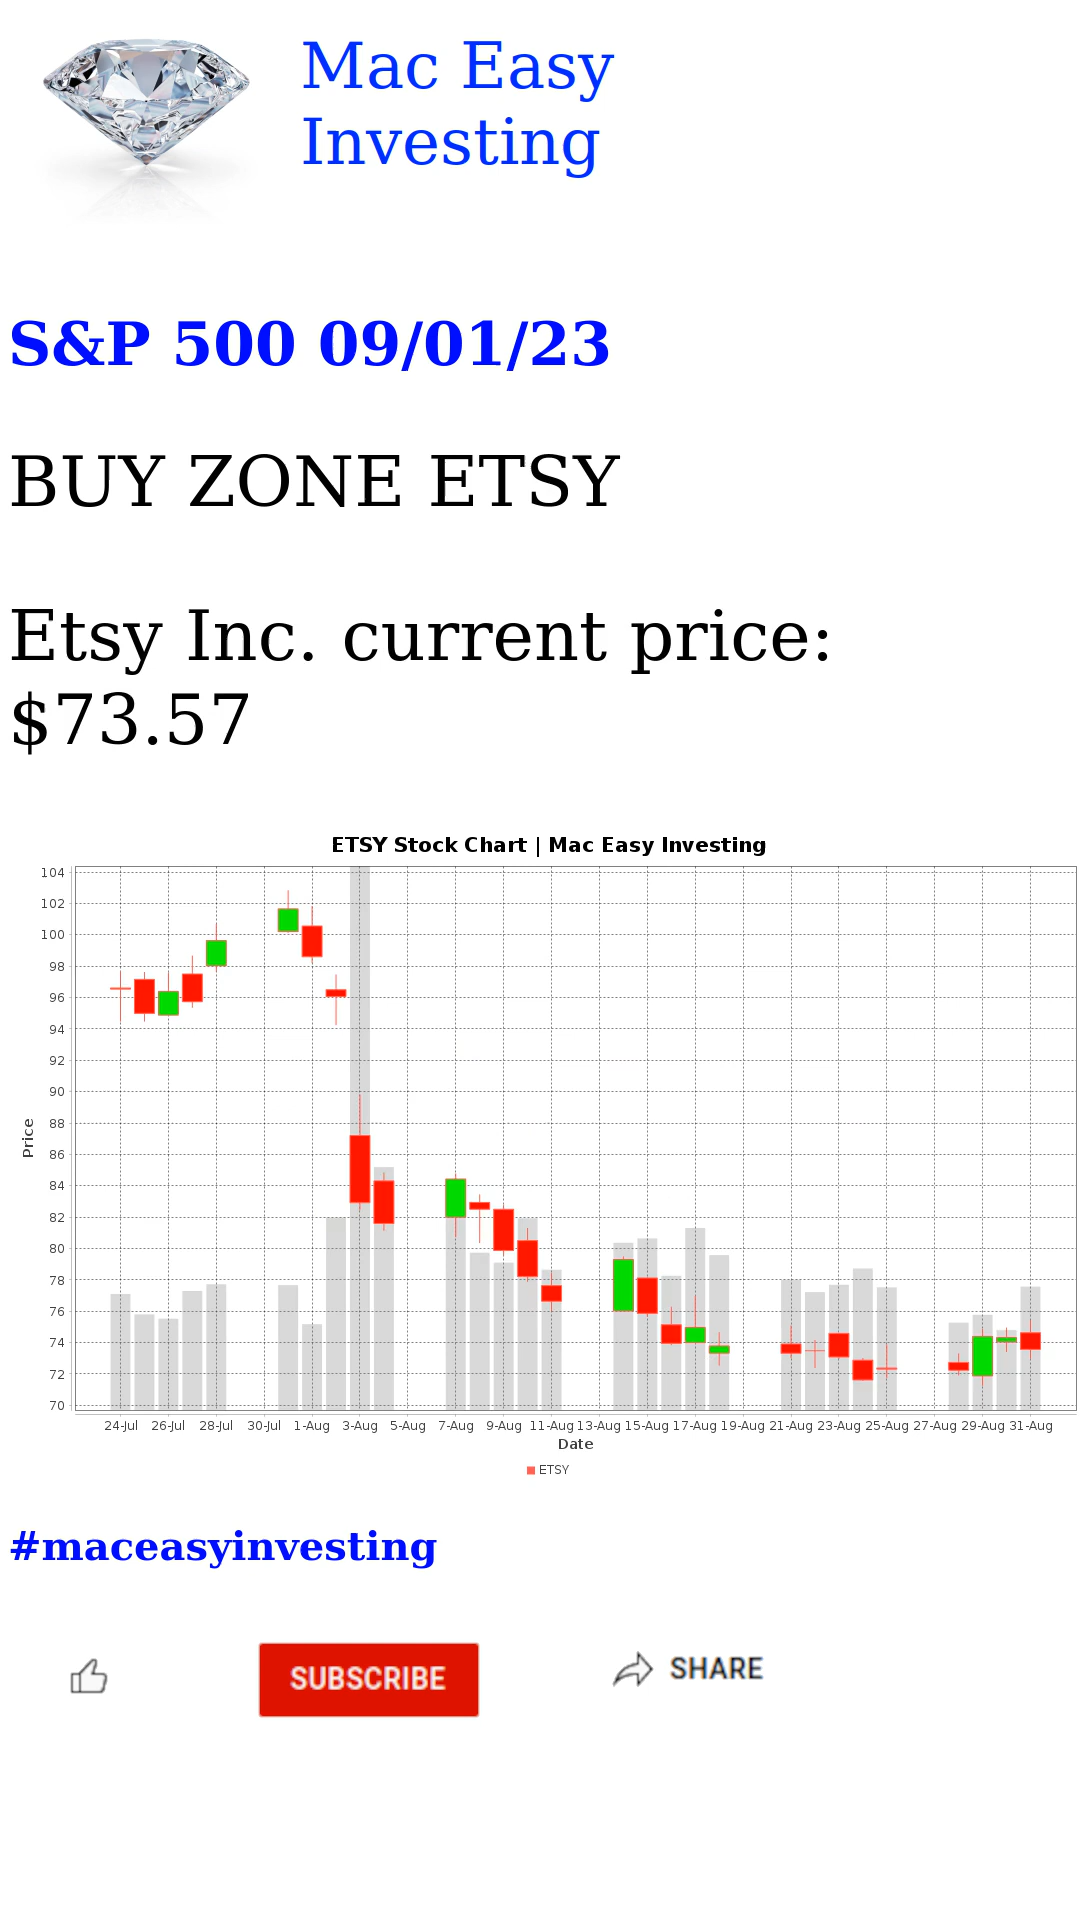 Mac Easy
Investing
S&P 500 09/01/23
BUY ZONE ETSY
Etsy Inc. current price:
$73.57
ETSY Stock Chart | Mac Easy Investing
104
102
100
98
96
94
92
90
88
86
84
82
80
78
76
74
72
70
Price
24-Jul 26-Jul 28-Jul 30-Jul 1-Aug 3-Aug 5-Aug 7-Aug 9-Aug 11-Aug 13-Aug 15-Aug 17-Aug 19-Aug 21-Aug 23-Aug 25-Aug 27-Aug 29-Aug 31-Aug
Date
ETSY
#maceasyinvesting
SUBSCRIBE
SHARE